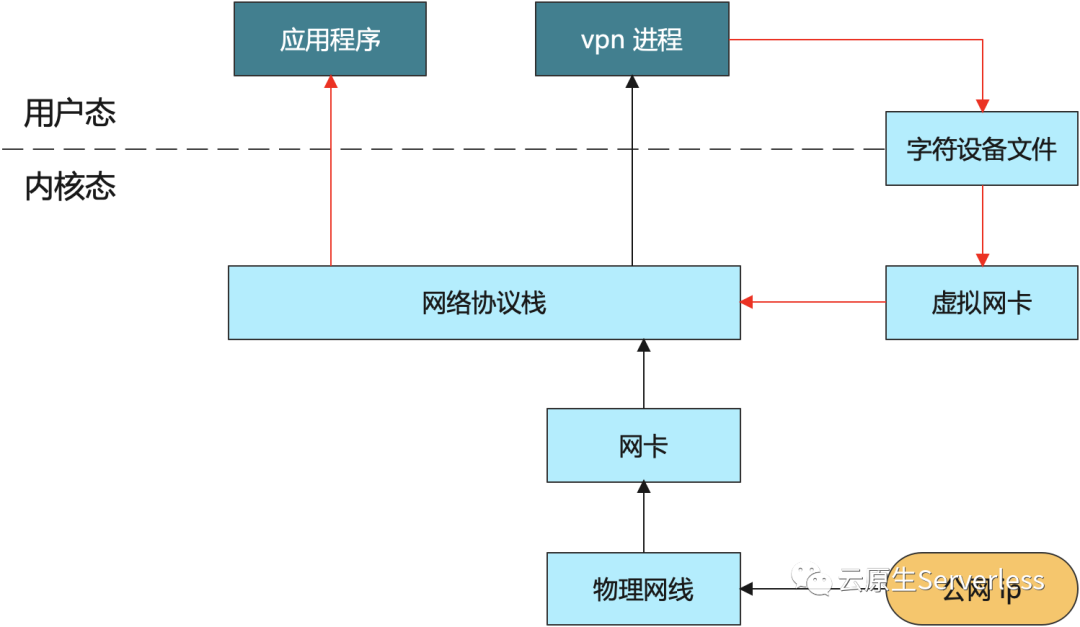 应用程序
vpn 进程
用户态
字符设备文件
内核态
网络协议栈
虚拟网卡
网卡
物理网线
公网 ip
云原生Serverless